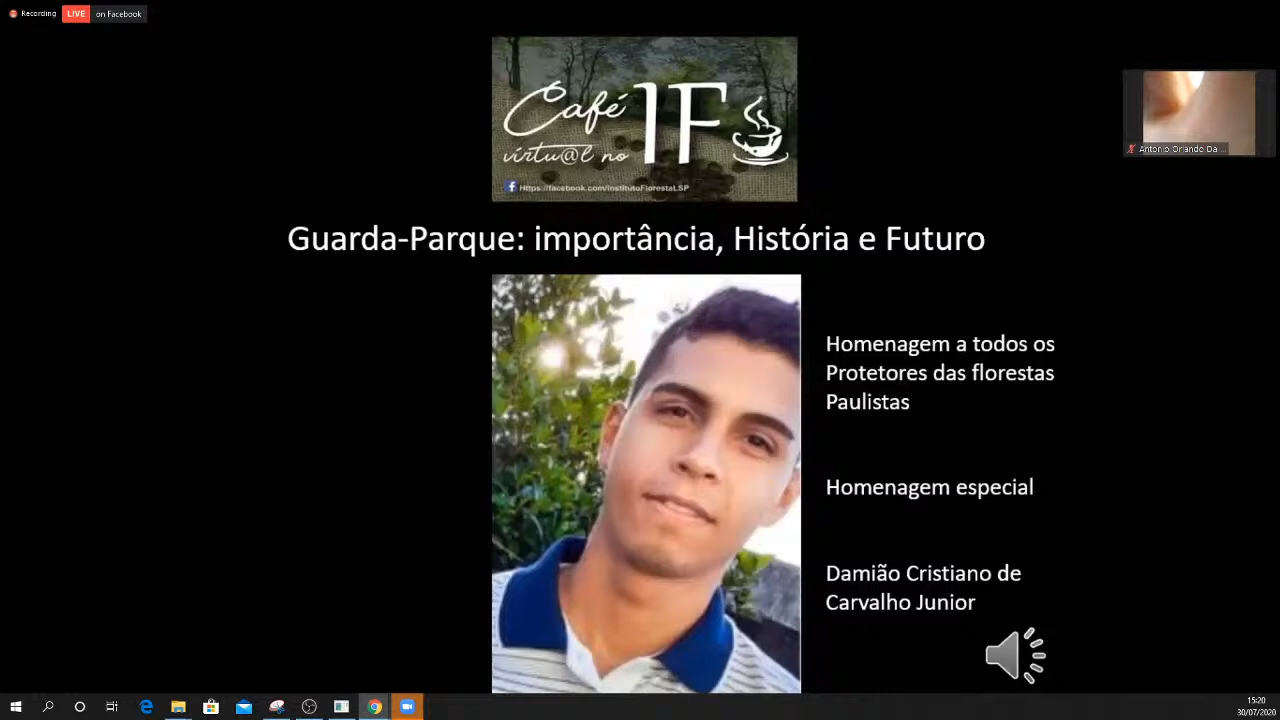 Recording
LIVE on Facebook
Café IF
virtu@l no
Https://facebook.com/InstitutoFlorestaLSP
Antonio Orlando Da ...
Guarda-Parque: importância, História e Futuro
Homenagem a todos os
Protetores das florestas
Paulistas
Homenagem especial
Damião Cristiano de
Carvalho Junior
15:20
30/07/2020